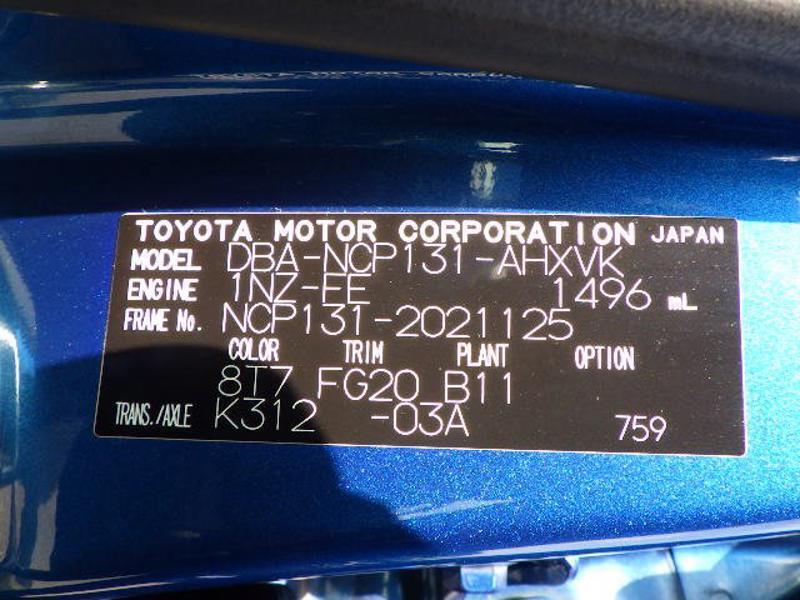 TOYOTA MOTOR CORPORATION JAPAN
MODEL DBA-NCP131-AHXVK
ENGINE 1NZ-FE 1496 mL
FRAME No. NCP131-2021125
COLOR TRIM PLANT OPTION
8T7 FG20 B11
TRANS./AXLE K312 -03A 759